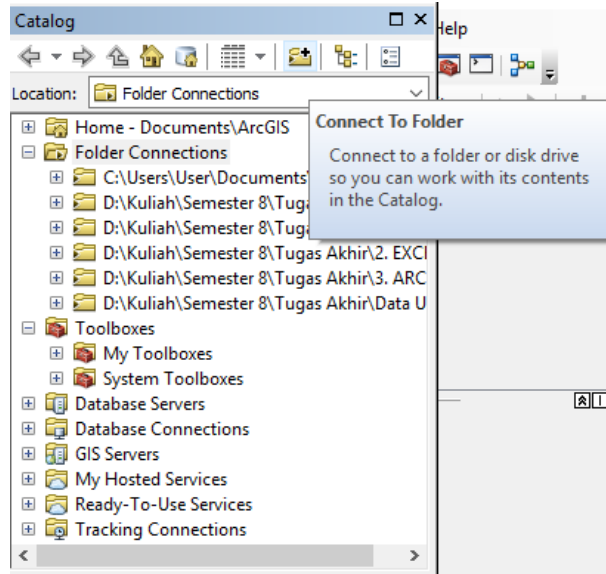 Catalog
Help
Location: Folder Connections
Connect To Folder
Connect to a folder or disk drive
so you can work with its contents
in the Catalog.
Home - Documents\ArcGIS
Folder Connections
C:\Users\User\Documents
D:\Kuliah\Semester 8\Tuga
D:\Kuliah\Semester 8\Tuga
D:\Kuliah\Semester 8\Tugas Akhir\2. EXCI
D:\Kuliah\Semester 8\Tugas Akhir\3. ARC
D:\Kuliah\Semester 8\Tugas Akhir\Data U
Toolboxes
My Toolboxes
System Toolboxes
Database Servers
Database Connections
GIS Servers
My Hosted Services
Ready-To-Use Services
Tracking Connections